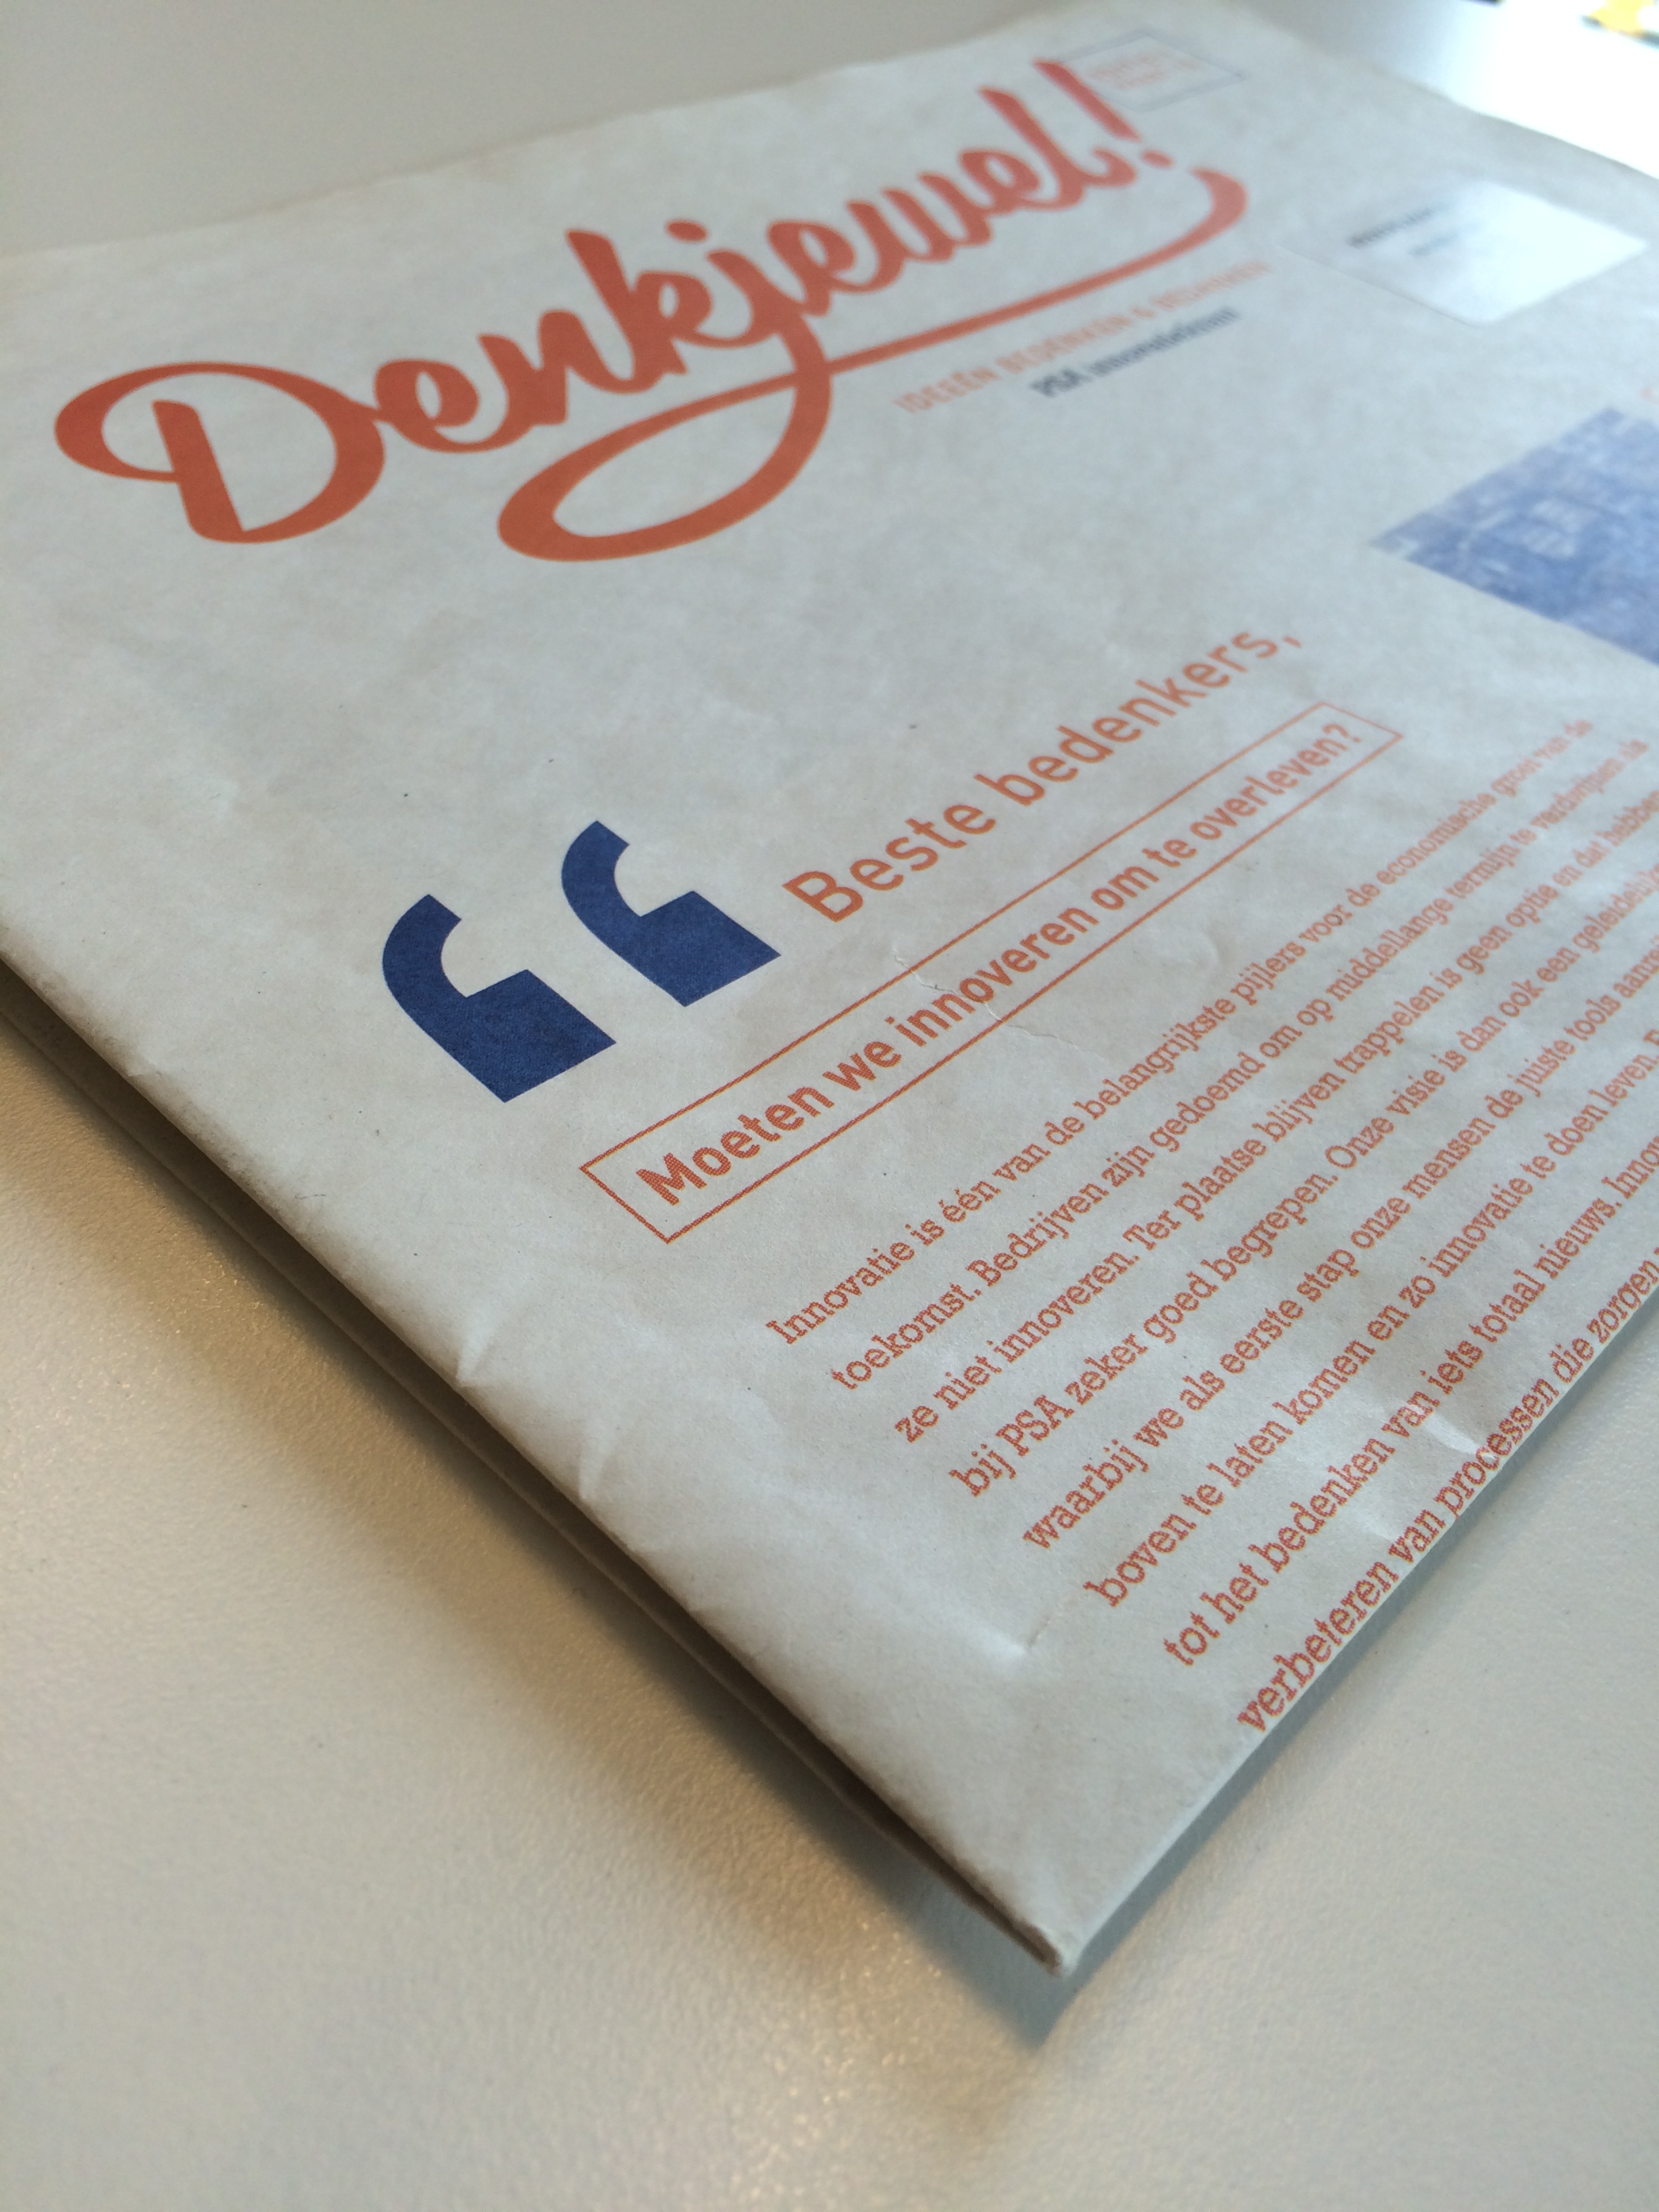 Denkjewel!
IDEEËN BEDENKEN & BELONEN
PSA innovatiekrant
Beste bedenkers,
Moeten we innoveren om te overleven?
Innovatie is één van de belangrijkste pijlers voor de economische groei van de
toekomst. Bedrijven zijn gedoemd om op middellange termijn te verdwijnen als
ze niet innoveren. Ter plaatse blijven trappelen is geen optie en dat hebben
bij PSA zeker goed begrepen. Onze visie is dan ook een
waarbij we als eerste stap onze mensen de juiste tools
boven te laten komen en zo innovatie te doen leven.
tot het bedenken van iets totaal nieuws.
verbeteren van processen die zorgen